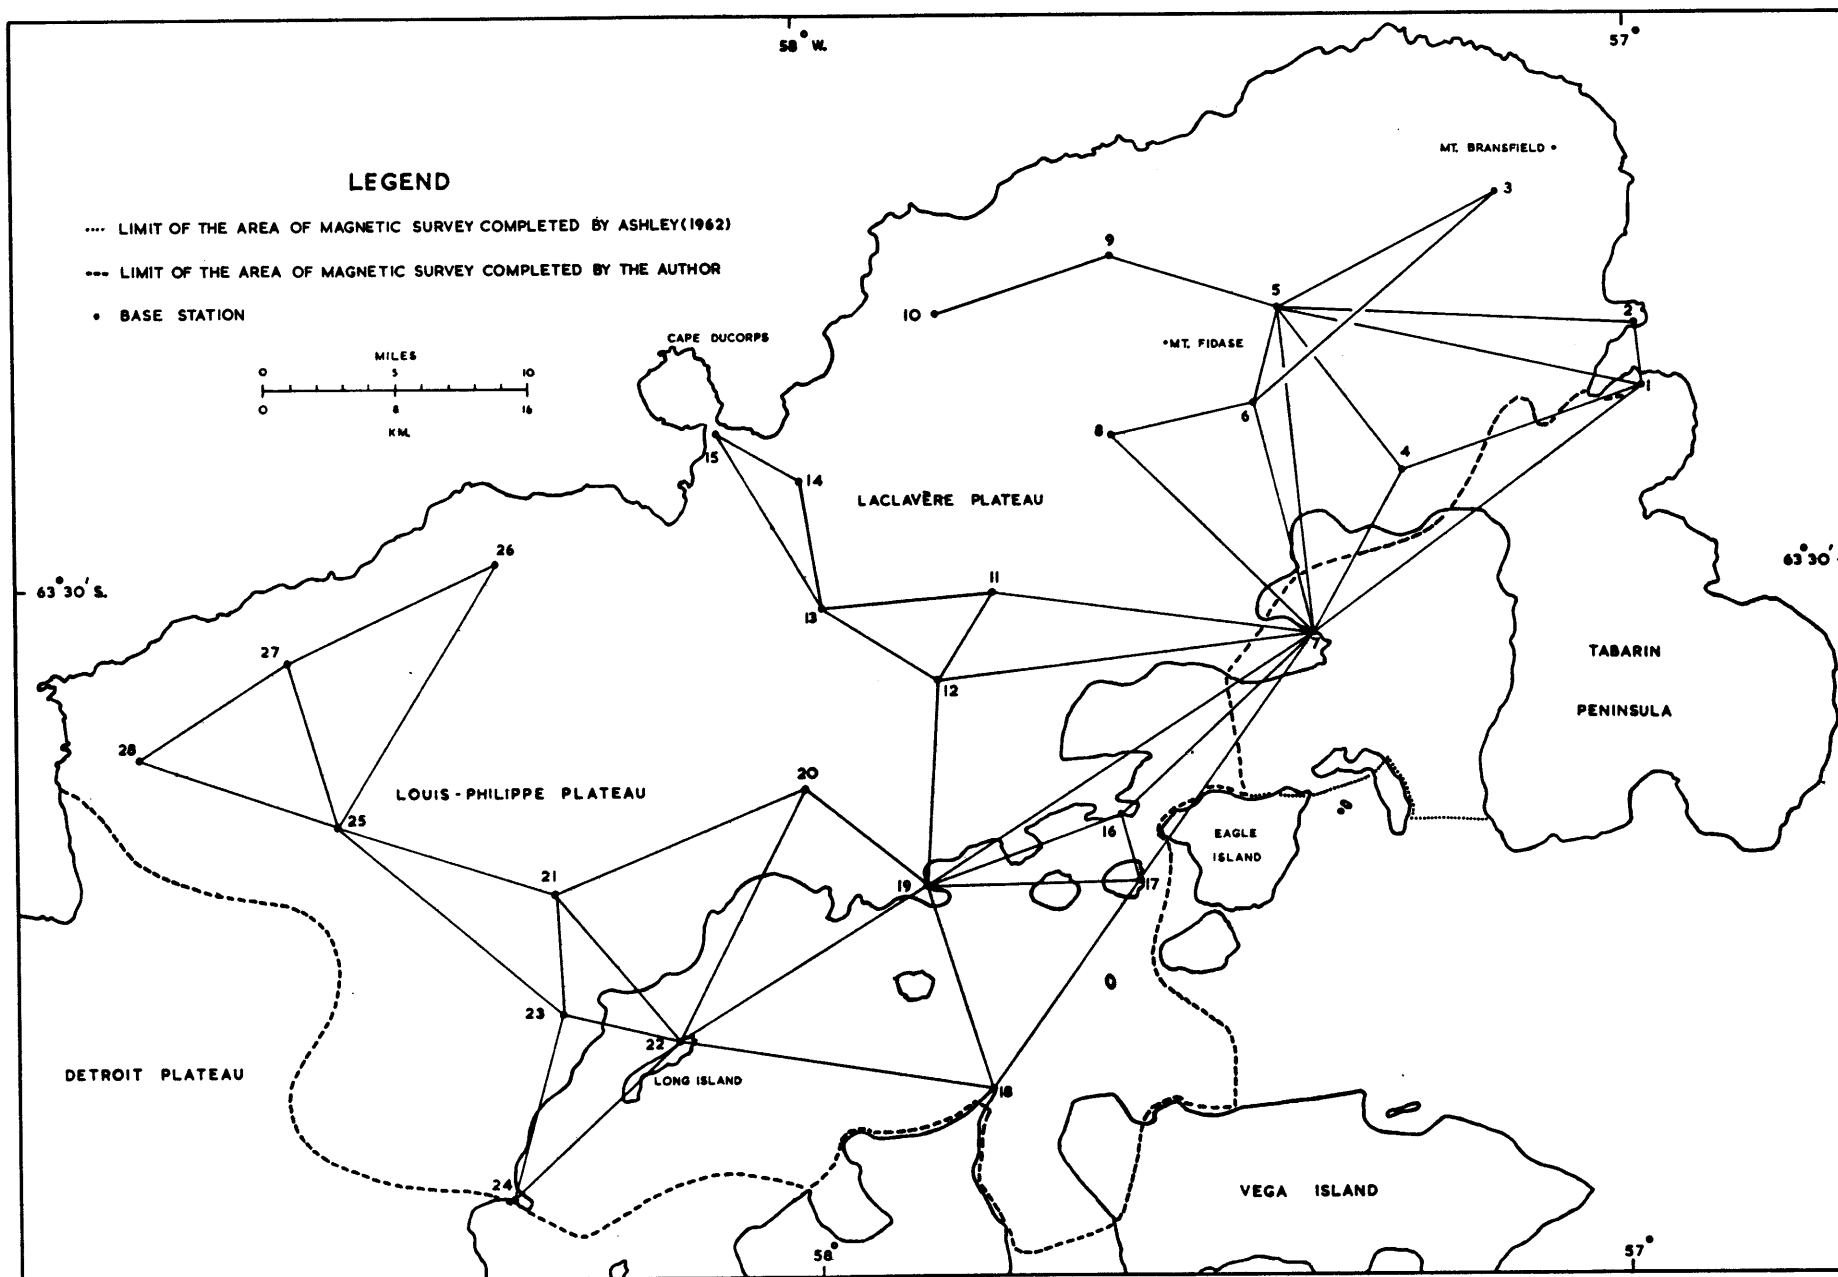 58° W.
57°
MT. BRANSFIELD
3
LEGEND
LIMIT OF THE AREA OF MAGNETIC SURVEY COMPLETED BY ASHLEY (1962)
LIMIT OF THE AREA OF MAGNETIC SURVEY COMPLETED BY THE AUTHOR
BASE STATION
9
5
10
2
MILES
0 5 10
0 8 16
KM.
CAPE DUCORPS
MT. FIDASE
1
6
8
15
4
14
LACLAVÈRE PLATEAU
26
63°30' S.
63°30'
11
13
7
27
TABARIN
PENINSULA
12
28
20
LOUIS-PHILIPPE PLATEAU
25
16
EAGLE
ISLAND
21
19
17
23
22
DETROIT PLATEAU
LONG ISLAND
18
24
VEGA ISLAND
58°
57°